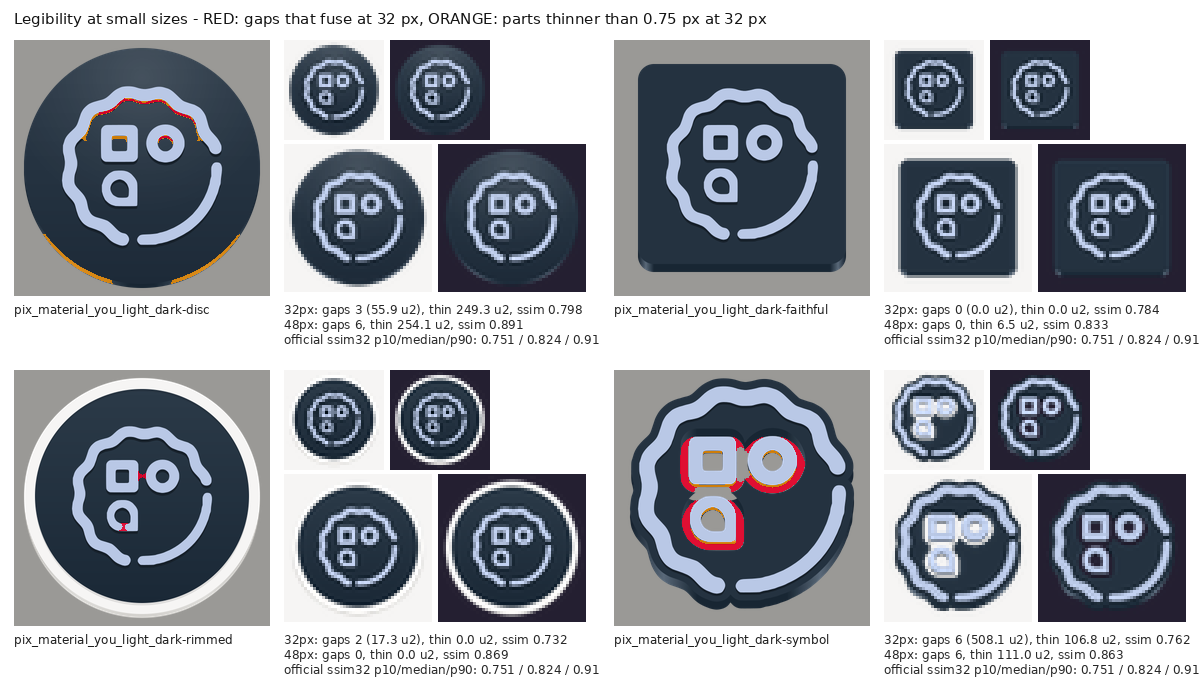 Legibility at small sizes - RED: gaps that fuse at 32 px, ORANGE: parts thinner than 0.75 px at 32 px
pix_material_you_light_dark-disc
32px: gaps 3 (55.9 u2), thin 249.3 u2, ssim 0.798
48px: gaps 6, thin 254.1 u2, ssim 0.891
official ssim32 p10/median/p90: 0.751 / 0.824 / 0.91
pix_material_you_light_dark-faithful
32px: gaps 0 (0.0 u2), thin 0.0 u2, ssim 0.784
48px: gaps 0, thin 6.5 u2, ssim 0.833
official ssim32 p10/median/p90: 0.751 / 0.824 / 0.91
pix_material_you_light_dark-rimmed
32px: gaps 2 (17.3 u2), thin 0.0 u2, ssim 0.732
48px: gaps 0, thin 0.0 u2, ssim 0.869
official ssim32 p10/median/p90: 0.751 / 0.824 / 0.91
pix_material_you_light_dark-symbol
32px: gaps 6 (508.1 u2), thin 106.8 u2, ssim 0.762
48px: gaps 6, thin 111.0 u2, ssim 0.863
official ssim32 p10/median/p90: 0.751 / 0.824 / 0.91